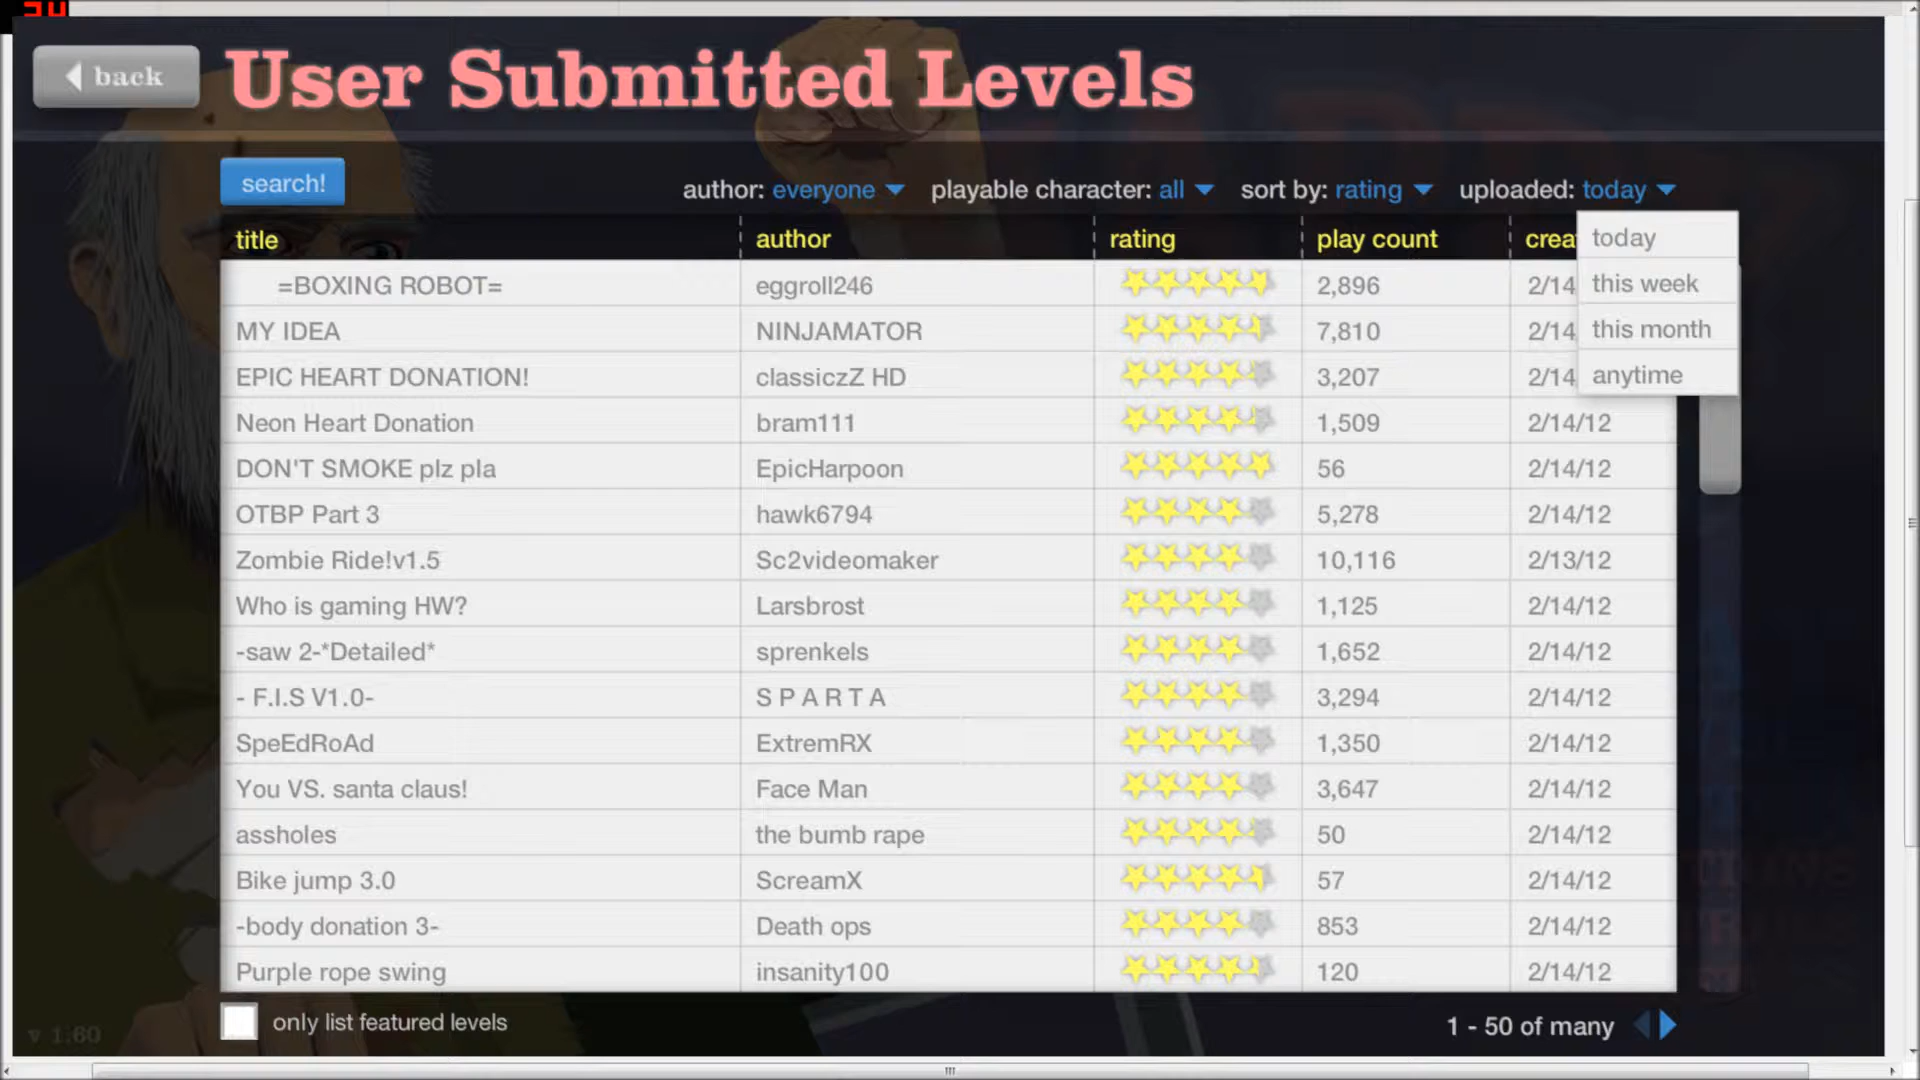 50
back
User Submitted Levels
search!
author: everyone playable character: all sort by: rating uploaded: today
title author rating play count crea
today
this week
this month
anytime
=BOXING ROBOT= eggroll246 2,896 2/14
MY IDEA NINJAMATOR 7,810 2/14
EPIC HEART DONATION! classiczZ HD 3,207 2/14
Neon Heart Donation bram111 1,509 2/14/12
DON'T SMOKE plz pla EpicHarpoon 56 2/14/12
OTBP Part 3 hawk6794 5,278 2/14/12
Zombie Ride!v1.5 Sc2videomaker 10,116 2/13/12
Who is gaming HW? Larsbrost 1,125 2/14/12
-saw 2-*Detailed* sprenkels 1,652 2/14/12
- F.I.S V1.0- S P A R T A 3,294 2/14/12
SpeEdRoAd ExtremRX 1,350 2/14/12
You VS. santa claus! Face Man 3,647 2/14/12
assholes the bumb rape 50 2/14/12
Bike jump 3.0 ScreamX 57 2/14/12
-body donation 3- Death ops 853 2/14/12
Purple rope swing insanity100 120 2/14/12
only list featured levels
1 - 50 of many
v 1.60